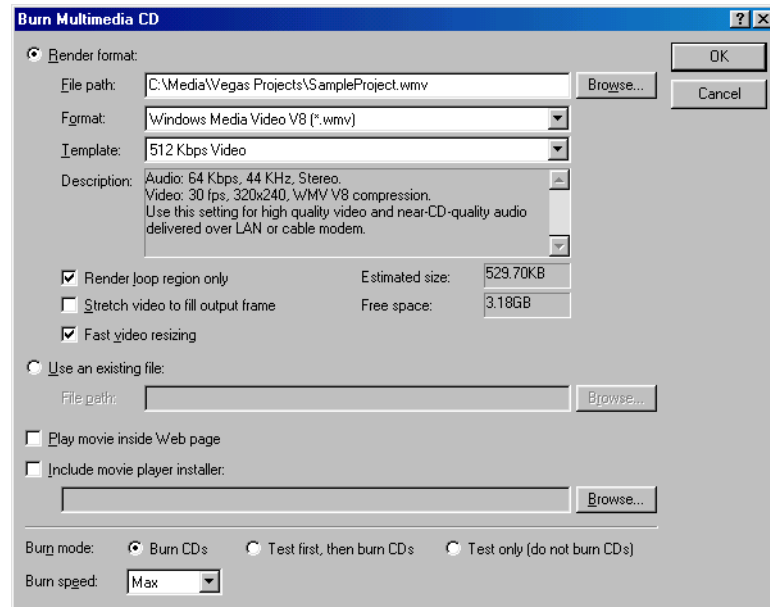 Burn Multimedia CD
Render format:
OK
File path: C:\Media\Vegas Projects\SampleProject.wmv Browse...
Cancel
Format: Windows Media Video V8 (*.wmv)
Template: 512 Kbps Video
Description: Audio: 64 Kbps, 44 KHz, Stereo.
Video: 30 fps, 320x240, WMV V8 compression.
Use this setting for high quality video and near-CD-quality audio
delivered over LAN or cable modem.
Render loop region only Estimated size: 529.70KB
Stretch video to fill output frame Free space: 3.18GB
Fast video resizing
Use an existing file:
File path: Browse...
Play movie inside Web page
Include movie player installer:
Browse...
Burn mode: Burn CDs Test first, then burn CDs Test only (do not burn CDs)
Burn speed: Max